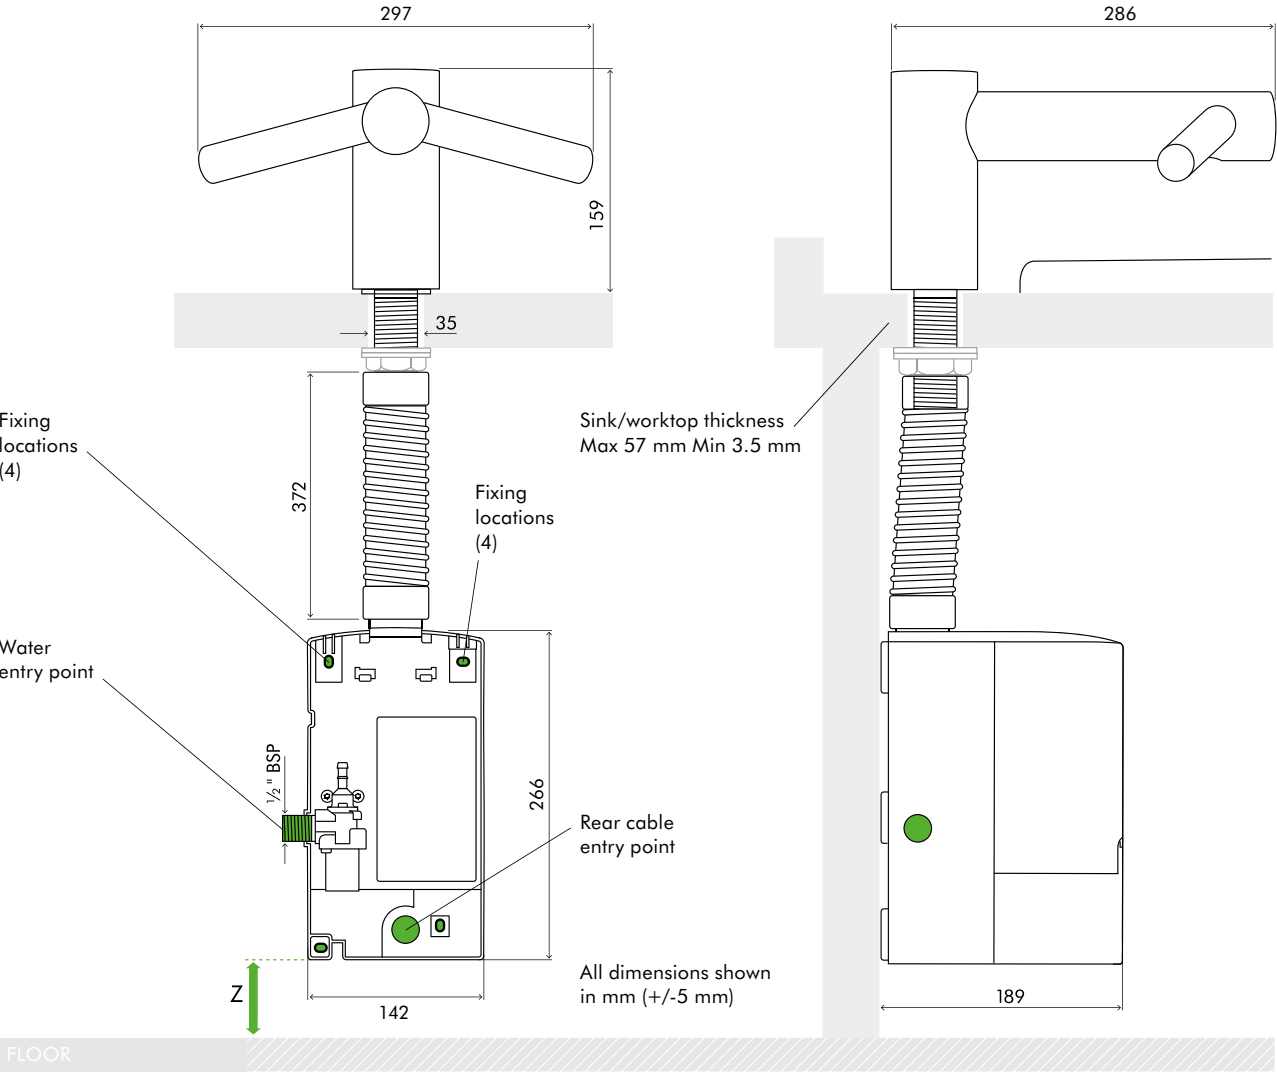 297
286
159
35
Fixing
locations
(4)
Sink/worktop thickness
Max 57 mm Min 3.5 mm
372
Fixing
locations
(4)
Water
entry point
½" BSP
266
Rear cable
entry point
All dimensions shown
in mm (+/-5 mm)
Z
142
189
FLOOR